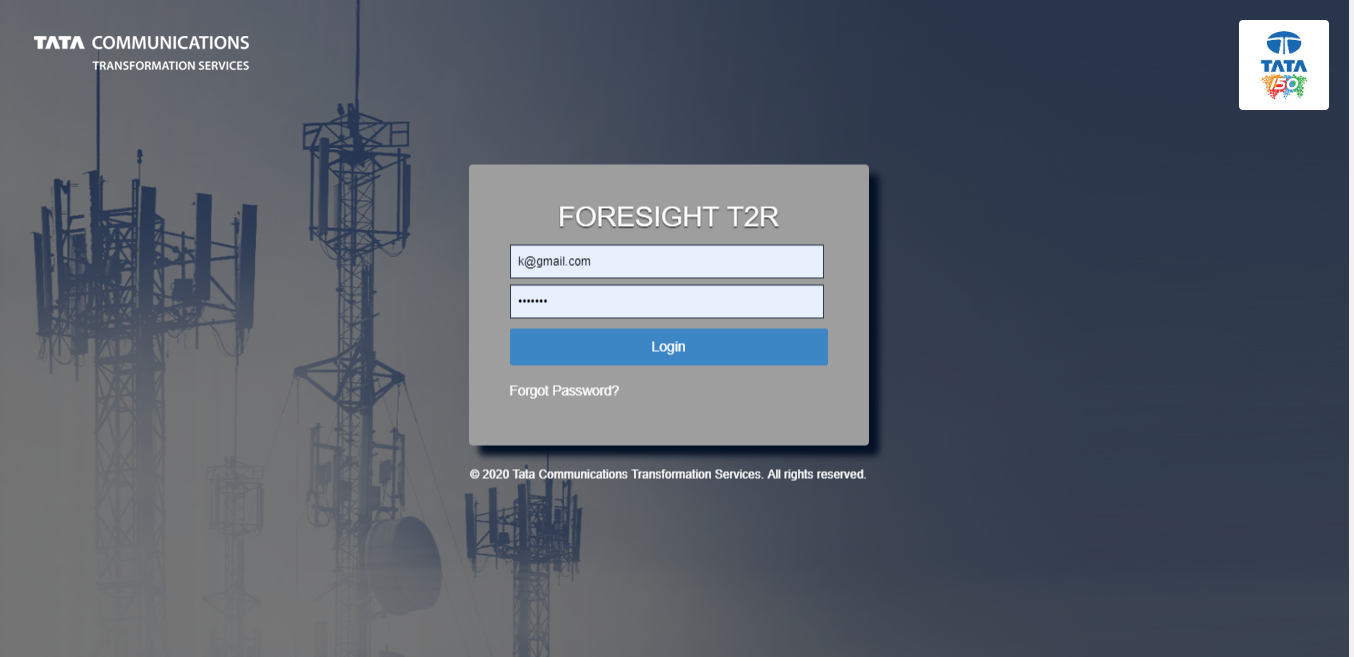 TATA COMMUNICATIONS
TRANSFORMATION SERVICES
TATA
150
FORESIGHT T2R
k@gmail.com
•••••••
Login
Forgot Password?
© 2020 Tata Communications Transformation Services. All rights reserved.